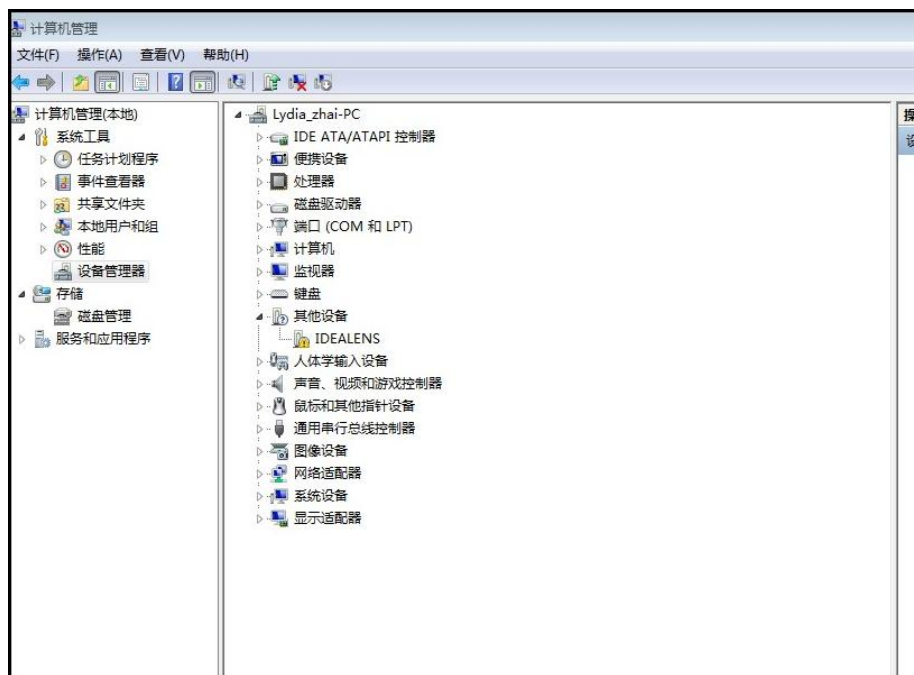 计算机管理
文件(F) 操作(A) 查看(V) 帮助(H)
计算机管理(本地)
系统工具
任务计划程序
事件查看器
共享文件夹
本地用户和组
性能
设备管理器
存储
磁盘管理
服务和应用程序
Lydia_zhai-PC
IDE ATA/ATAPI 控制器
便携设备
处理器
磁盘驱动器
端口 (COM 和 LPT)
计算机
监视器
键盘
其他设备
IDEALENS
人体学输入设备
声音、视频和游戏控制器
鼠标和其他指针设备
通用串行总线控制器
图像设备
网络适配器
系统设备
显示适配器